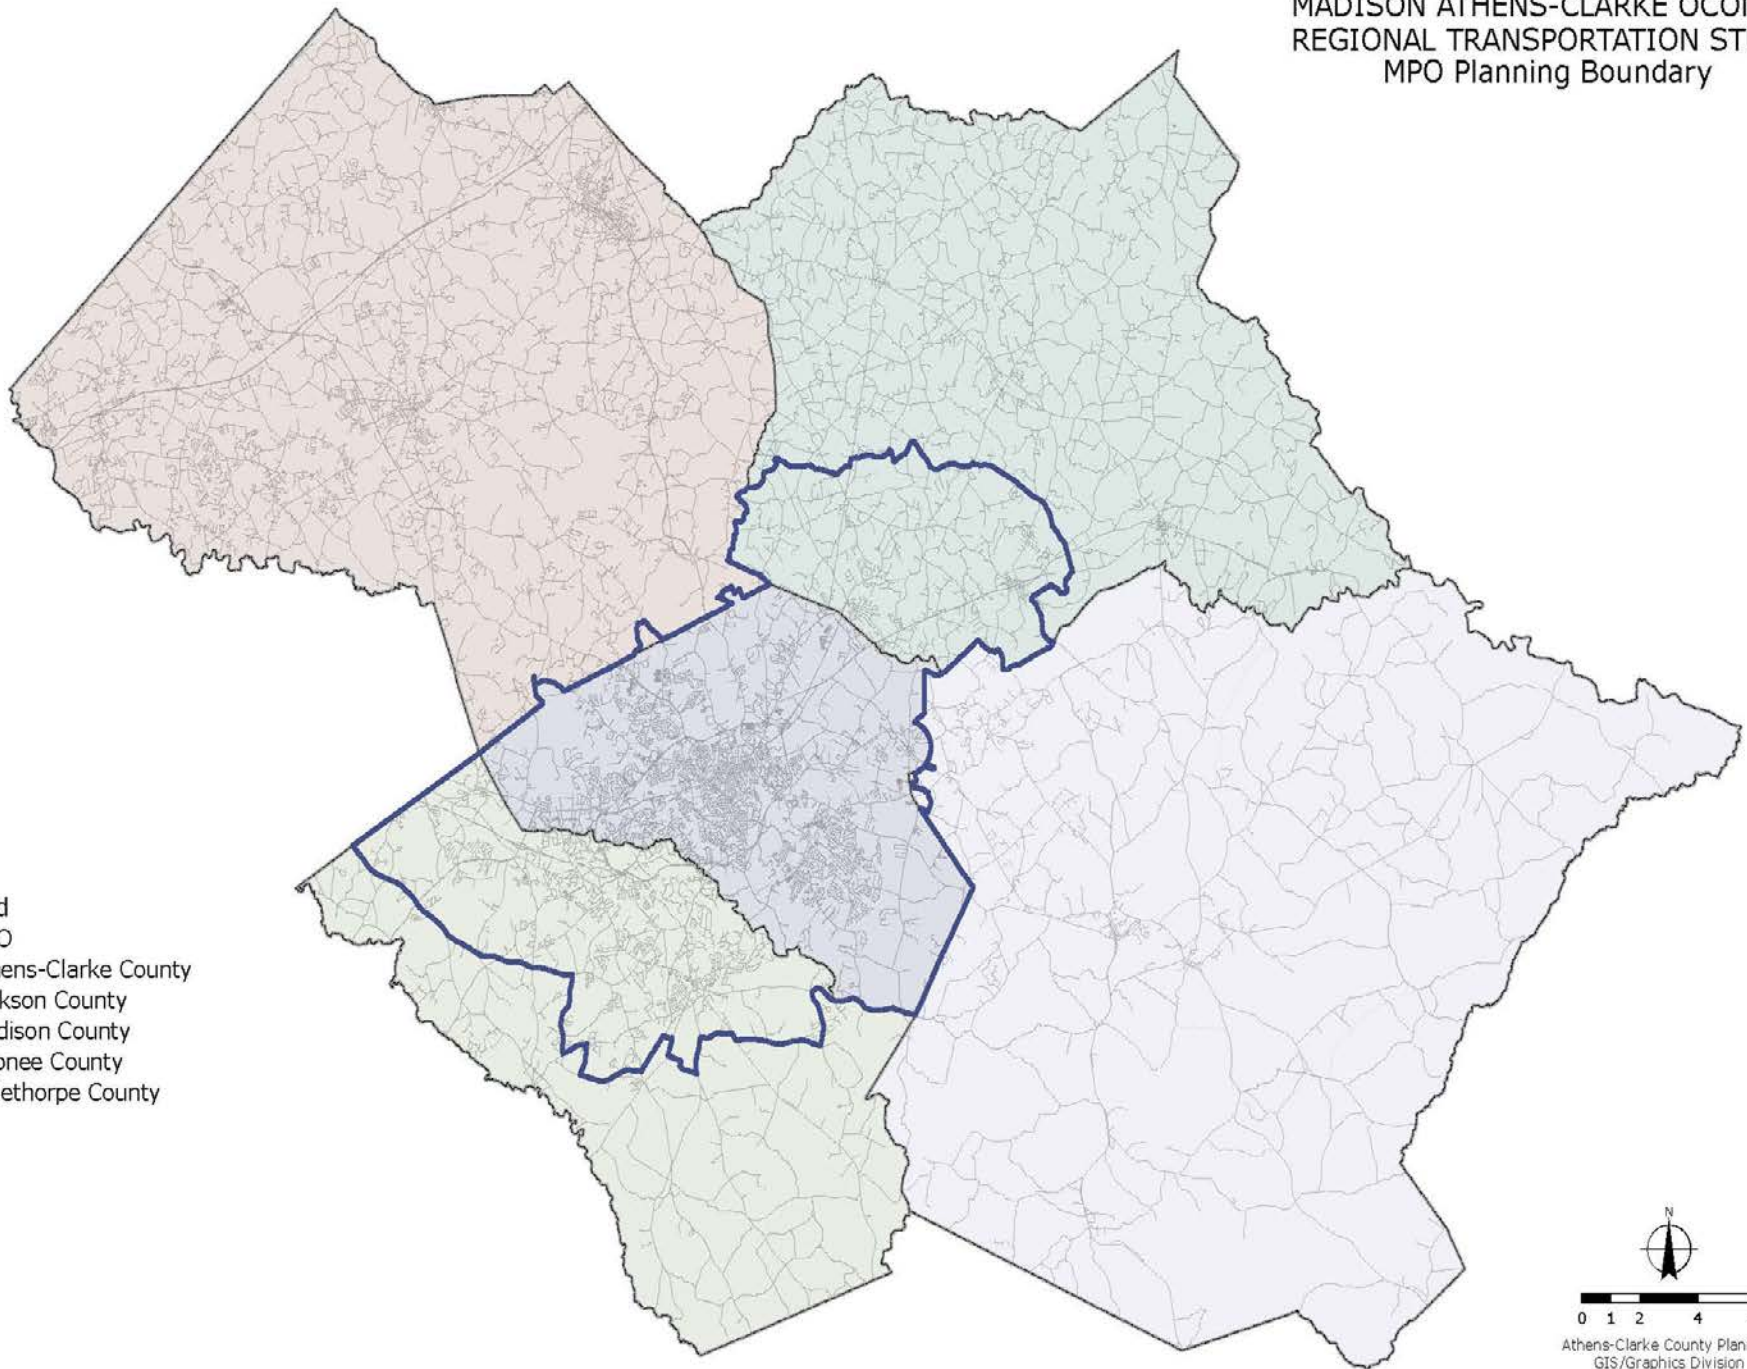 MADISON ATHENS-CLARKE OCO
REGIONAL TRANSPORTATION ST
MPO Planning Boundary
d
O
ens-Clarke County
kson County
dison County
onee County
ethorpe County
N
0 1 2 4
Athens-Clarke County Plan
GIS/Graphics Division